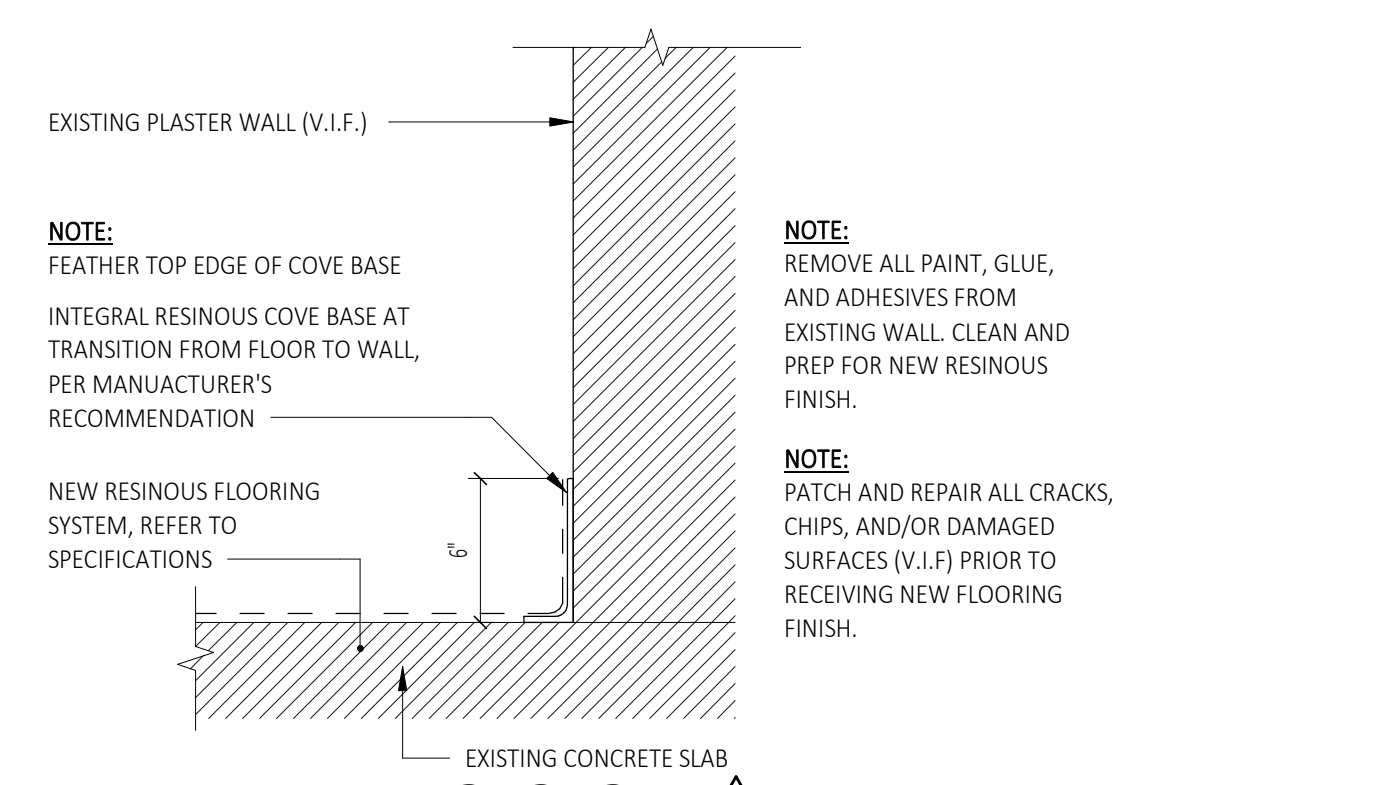 EXISTING PLASTER WALL (V.I.F.)
NOTE:
FEATHER TOP EDGE OF COVE BASE
INTEGRAL RESINOUS COVE BASE AT
TRANSITION FROM FLOOR TO WALL,
PER MANUACTURER'S
RECOMMENDATION
NEW RESINOUS FLOORING
SYSTEM, REFER TO
SPECIFICATIONS
6"
EXISTING CONCRETE SLAB
NOTE:
REMOVE ALL PAINT, GLUE,
AND ADHESIVES FROM
EXISTING WALL. CLEAN AND
PREP FOR NEW RESINOUS
FINISH.
NOTE:
PATCH AND REPAIR ALL CRACKS,
CHIPS, AND/OR DAMAGED
SURFACES (V.I.F) PRIOR TO
RECEIVING NEW FLOORING
FINISH.